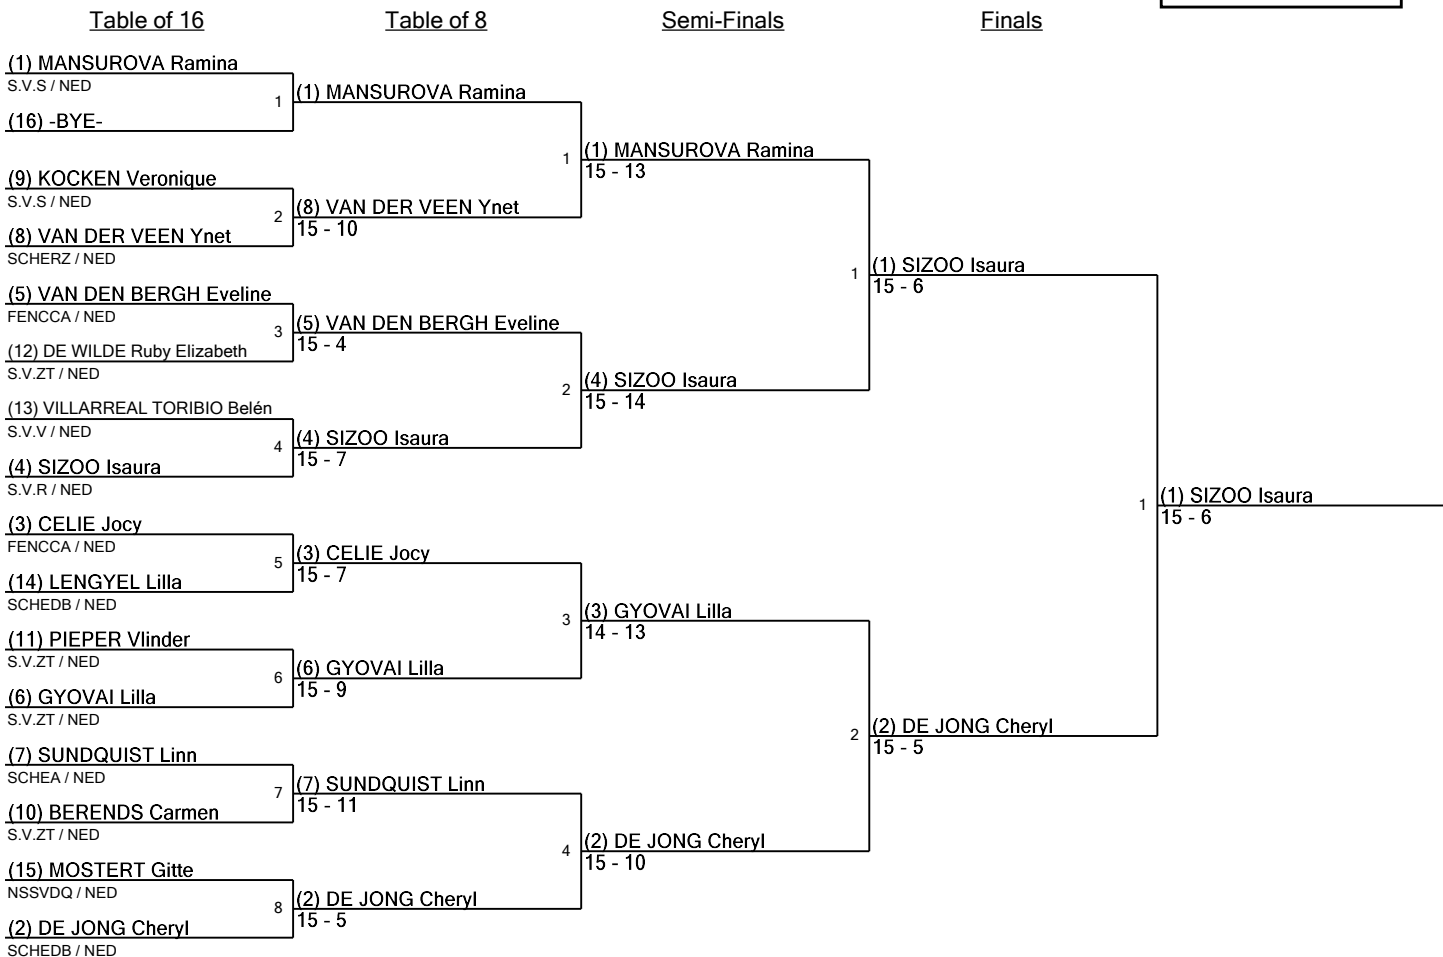 Table of 16
Table of 8
Semi-Finals
Finals
(1) MANSUROVA Ramina
S.V.S / NED
1
(16) -BYE-
(9) KOCKEN Veronique
S.V.S / NED
2
(8) VAN DER VEEN Ynet
SCHERZ / NED
(5) VAN DEN BERGH Eveline
FENCCA / NED
3
(12) DE WILDE Ruby Elizabeth
S.V.ZT / NED
(13) VILLARREAL TORIBIO Belén
S.V.V / NED
4
(4) SIZOO Isaura
S.V.R / NED
(3) CELIE Jocy
FENCCA / NED
5
(14) LENGYEL Lilla
SCHEDB / NED
(11) PIEPER Vlinder
S.V.ZT / NED
6
(6) GYOVAI Lilla
S.V.ZT / NED
(7) SUNDQUIST Linn
SCHEA / NED
7
(10) BERENDS Carmen
S.V.ZT / NED
(15) MOSTERT Gitte
NSSVDQ / NED
8
(2) DE JONG Cheryl
SCHEDB / NED
(1) MANSUROVA Ramina
1
(8) VAN DER VEEN Ynet
15 - 10
(5) VAN DEN BERGH Eveline
15 - 4
2
(4) SIZOO Isaura
15 - 7
(3) CELIE Jocy
15 - 7
3
(6) GYOVAI Lilla
15 - 9
(7) SUNDQUIST Linn
15 - 11
4
(2) DE JONG Cheryl
15 - 5
(1) MANSUROVA Ramina
15 - 13
1
(4) SIZOO Isaura
15 - 14
(3) GYOVAI Lilla
14 - 13
2
(2) DE JONG Cheryl
15 - 10
(1) SIZOO Isaura
15 - 6
1
(2) DE JONG Cheryl
15 - 5
(1) SIZOO Isaura
15 - 6